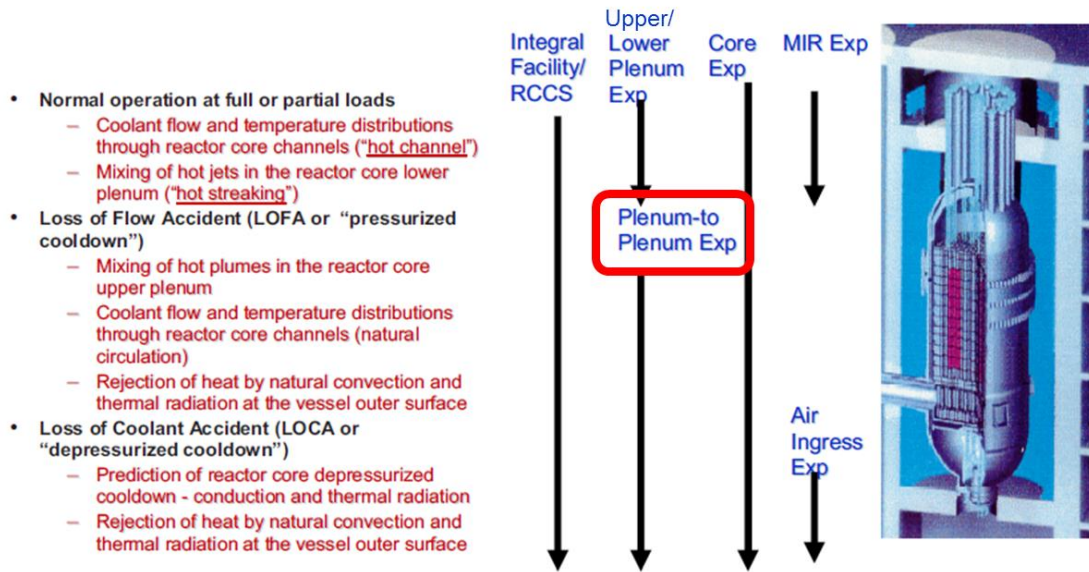 Integral
Facility/
RCCS
Upper/
Lower
Plenum
Exp
Core
Exp
MIR Exp
• Normal operation at full or partial loads
– Coolant flow and temperature distributions
through reactor core channels (“hot channel”)
– Mixing of hot jets in the reactor core lower
plenum (“hot streaking”)
• Loss of Flow Accident (LOFA or “pressurized
cooldown”)
– Mixing of hot plumes in the reactor core
upper plenum
– Coolant flow and temperature distributions
through reactor core channels (natural
circulation)
– Rejection of heat by natural convection and
thermal radiation at the vessel outer surface
• Loss of Coolant Accident (LOCA or
“depressurized cooldown”)
– Prediction of reactor core depressurized
cooldown - conduction and thermal radiation
– Rejection of heat by natural convection and
thermal radiation at the vessel outer surface
Plenum-to
Plenum Exp
Air
Ingress
Exp